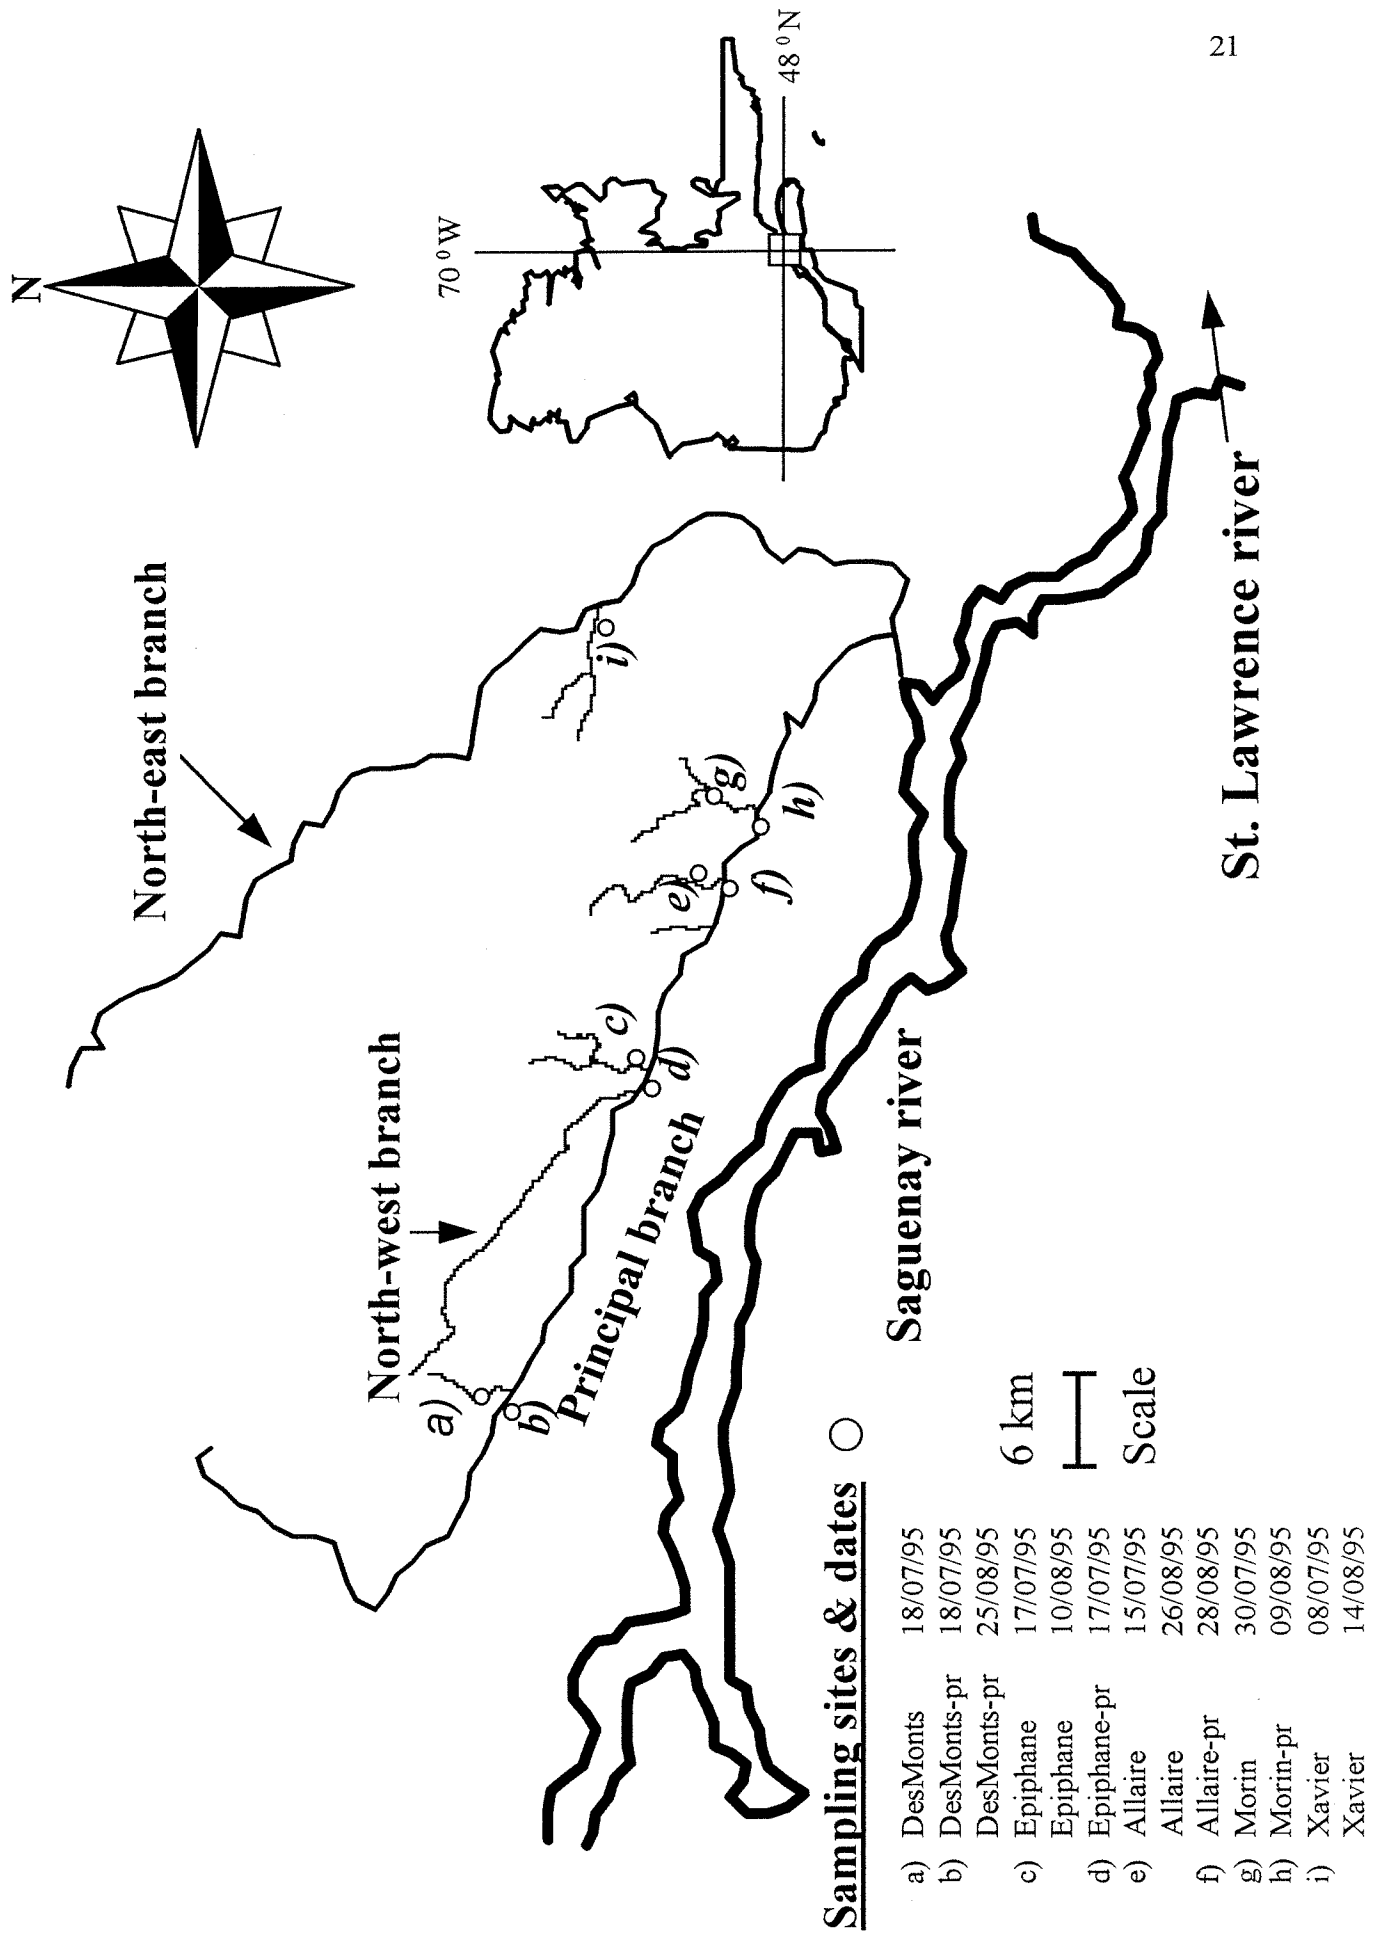 21
N
70 ⁰W
48 ⁰N
North-east branch
North-west branch
Principal branch
a)
b)
c)
d)
e)
f)
g)
h)
i)
Saguenay river
St. Lawrence river
6 km
Scale
Sampling sites & dates
a) DesMonts 18/07/95
b) DesMonts-pr 18/07/95
DesMonts-pr 25/08/95
c) Epiphane 17/07/95
Epiphane 10/08/95
d) Epiphane-pr 17/07/95
e) Allaire 15/07/95
Allaire 26/08/95
f) Allaire-pr 28/08/95
g) Morin 30/07/95
h) Morin-pr 09/08/95
i) Xavier 08/07/95
Xavier 14/08/95